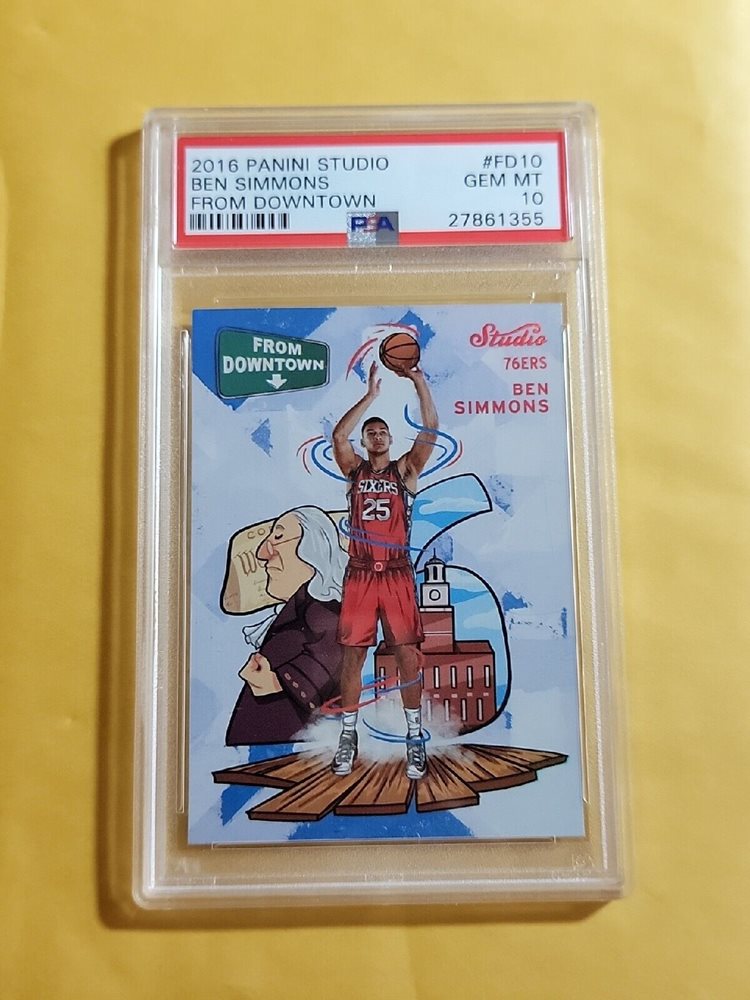 2016 PANINI STUDIO #FD10
BEN SIMMONS GEM MT
FROM DOWNTOWN 10
PSA 27861355
FROM
DOWNTOWN
Studio
76ERS
BEN
SIMMONS
SIXERS
25